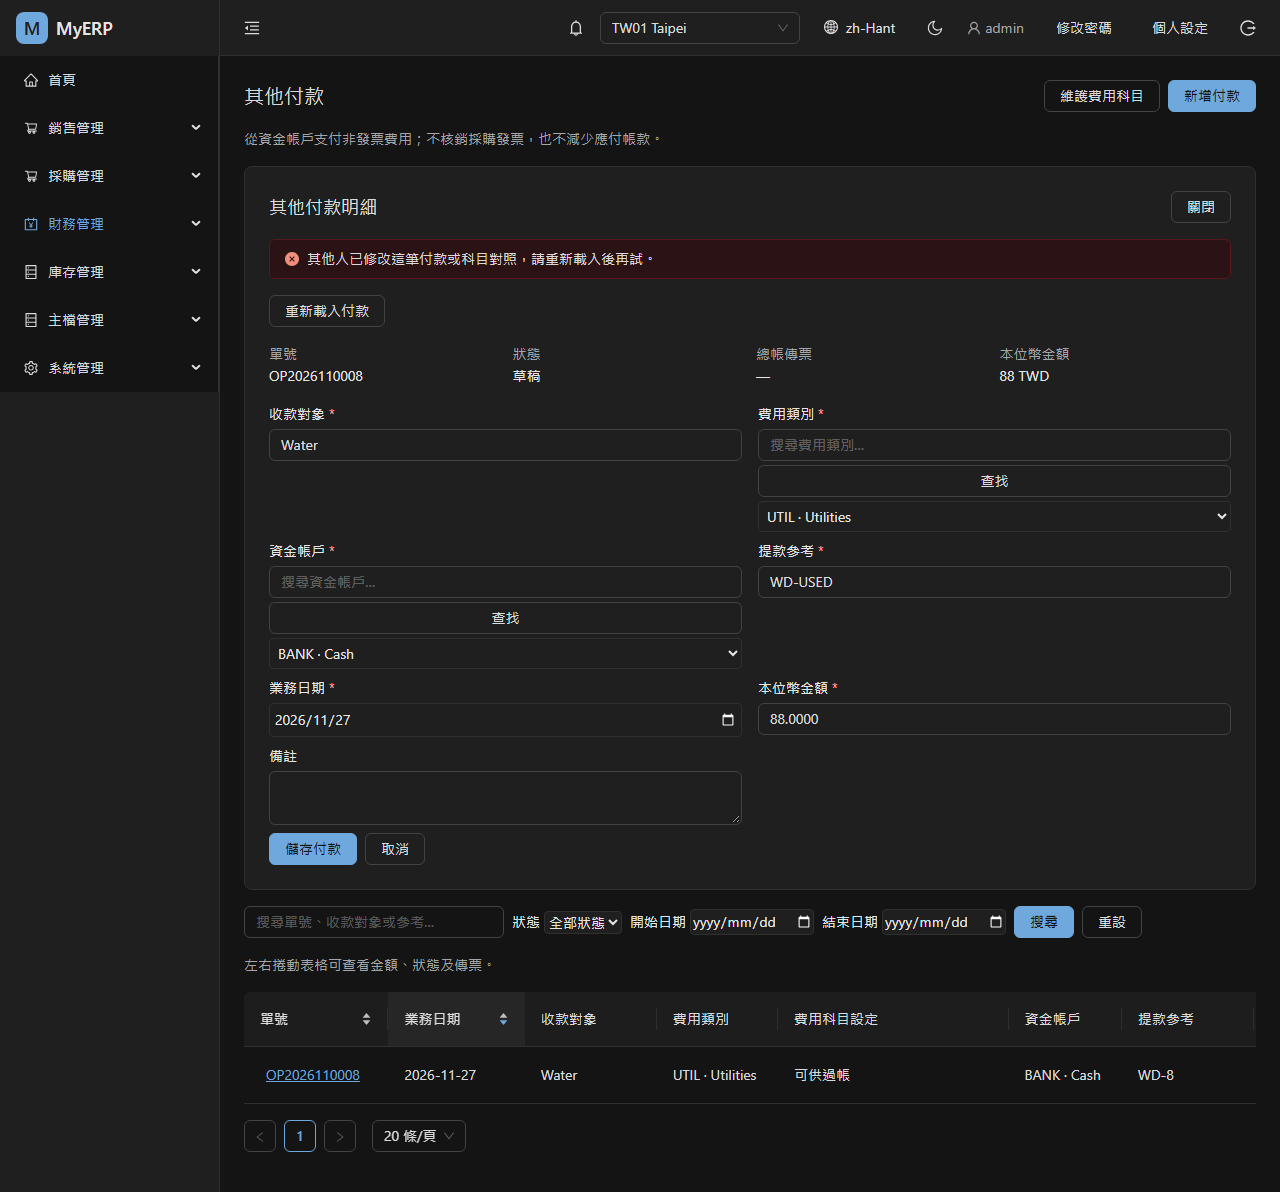 M MyERP
TW01 Taipei
zh-Hant
admin
修改密碼
個人設定
首頁
銷售管理
採購管理
財務管理
庫存管理
主檔管理
系統管理
其他付款
維護費用科目
新增付款
從資金帳戶支付非發票費用；不核銷採購發票，也不減少應付帳款。
其他付款明細
關閉
其他人已修改這筆付款或科目對照，請重新載入後再試。
重新載入付款
單號 狀態 總帳傳票 本位幣金額
OP2026110008 草稿 — 88 TWD
收款對象 * 費用類別 *
Water 搜尋費用類別...
查找
UTIL · Utilities
資金帳戶 * 提款參考 *
搜尋資金帳戶... WD-USED
查找
BANK · Cash
業務日期 * 本位幣金額 *
2026/11/27 88.0000
備註
儲存付款 取消
搜尋單號、收款對象或參考... 狀態 全部狀態 開始日期 yyyy/mm/dd 結束日期 yyyy/mm/dd 搜尋 重設
左右捲動表格可查看金額、狀態及傳票。
單號 業務日期 收款對象 費用類別 費用科目設定 資金帳戶 提款參考
OP2026110008 2026-11-27 Water UTIL · Utilities 可供過帳 BANK · Cash WD-8
< 1 > 20 條/頁